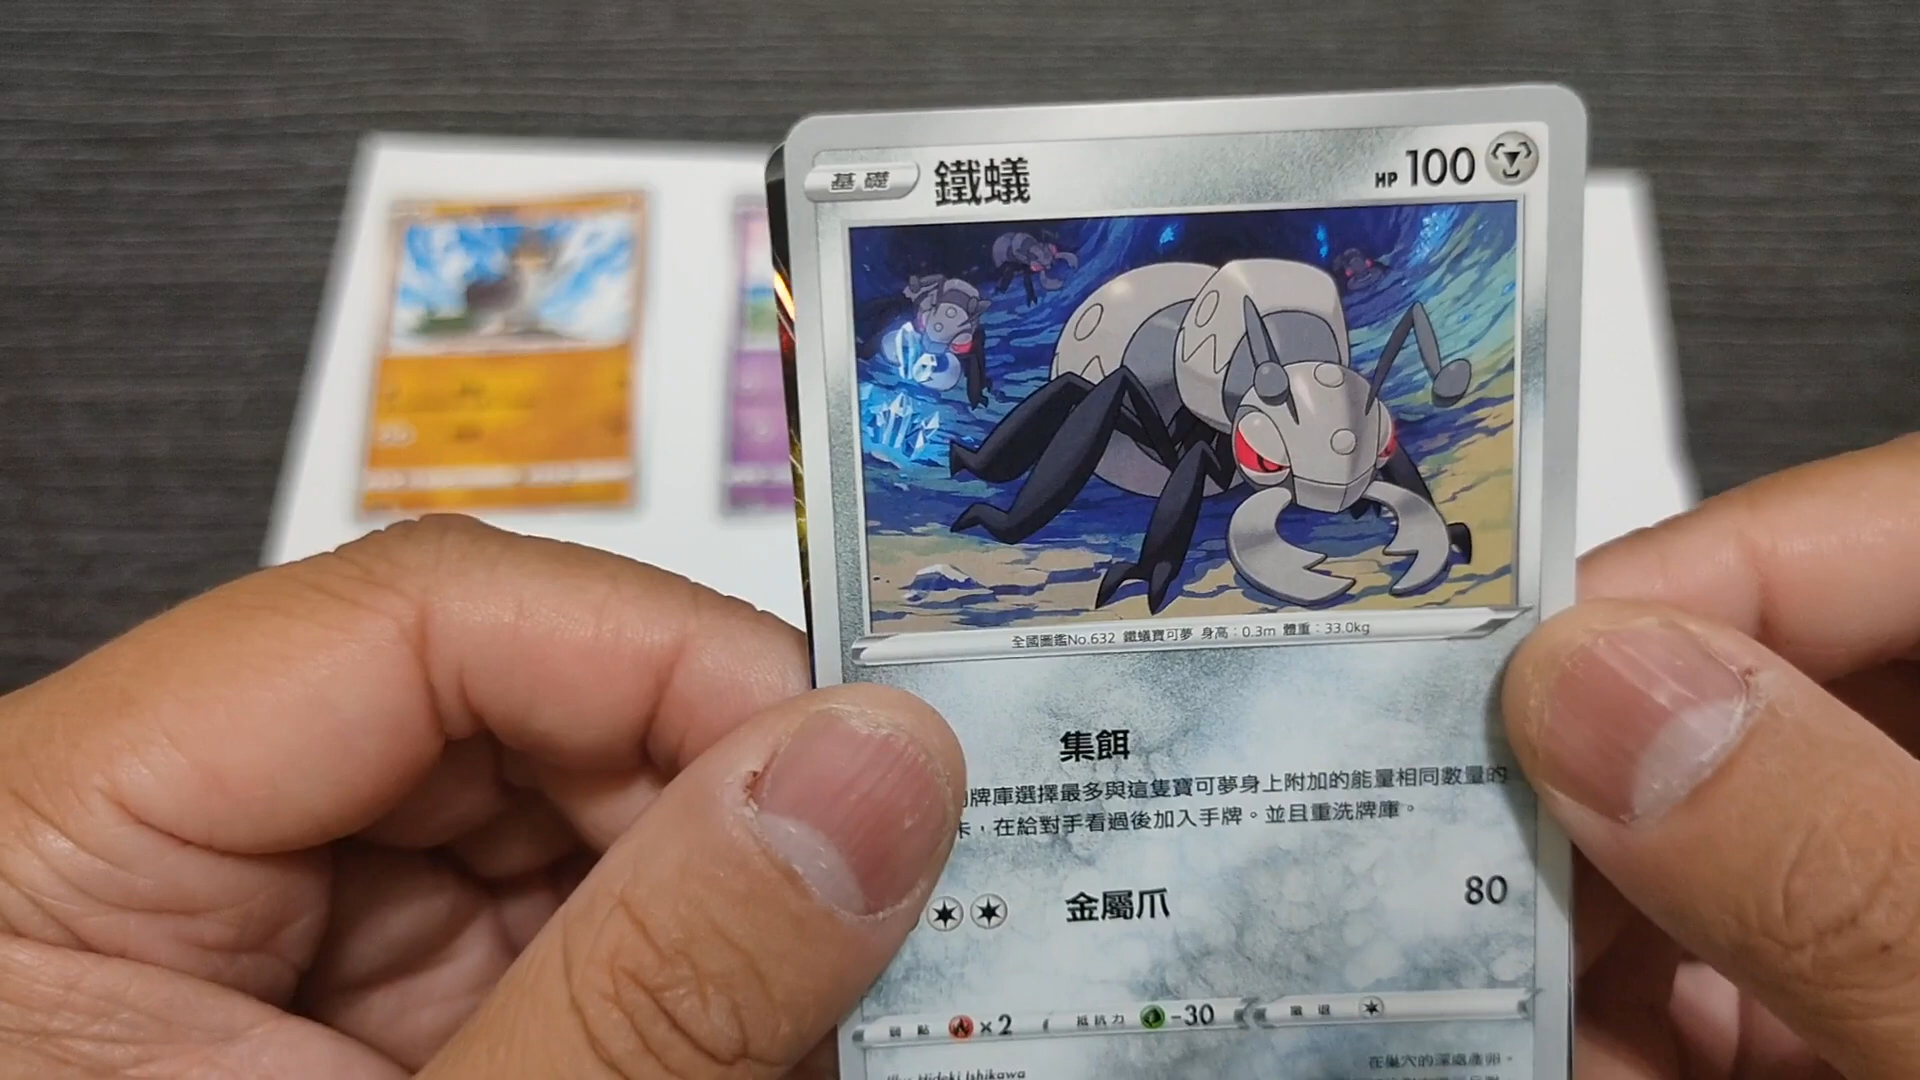 基礎 鐵蟻 HP 100
全國圖鑑No.632 鐵蟻寶可夢 身高：0.3m 體重：33.0kg
集餌
牌庫選擇最多與這隻寶可夢身上附加的能量相同數量的
卡，在給對手看過後加入手牌。並且重洗牌庫。
金屬爪 80
弱點 ×2 抵抗力 -30 撤退
Illus. Hideki Ishikawa
在巢穴的深處產卵。